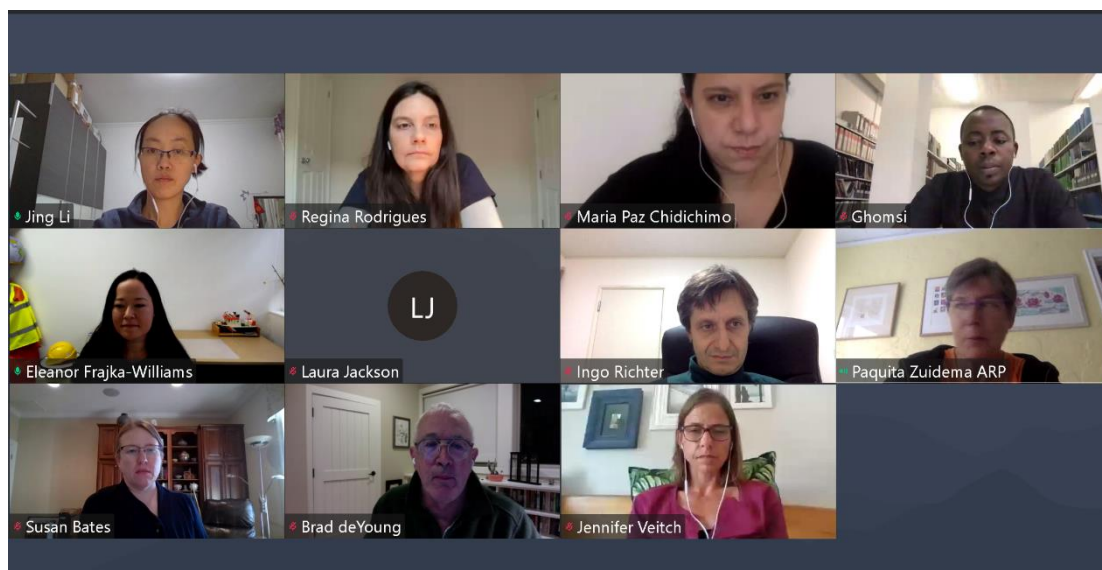 Jing Li
Regina Rodrigues
Maria Paz Chidichimo
Ghomsi
Eleanor Frajka-Williams
LJ
Laura Jackson
Ingo Richter
Paquita Zuidema ARP
Susan Bates
Brad deYoung
Jennifer Veitch